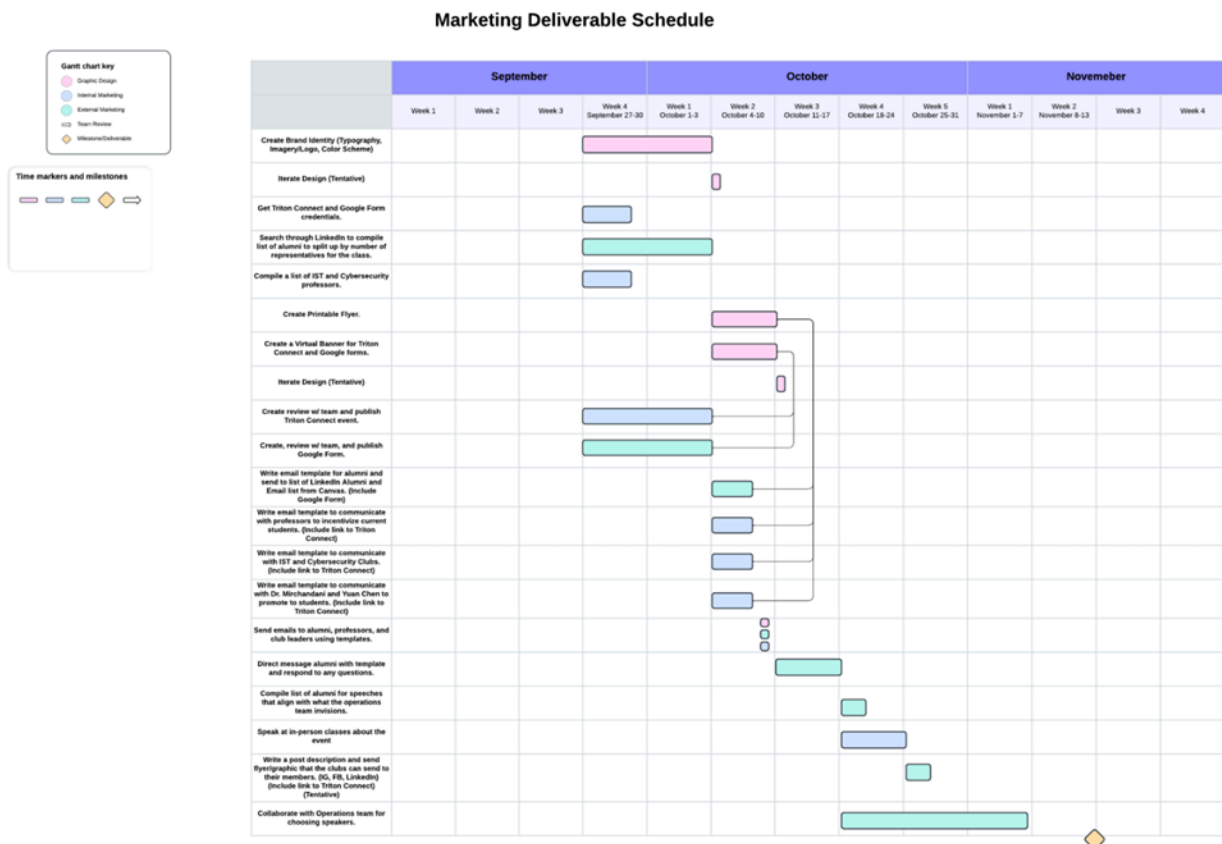 Marketing Deliverable Schedule
Gantt chart key
Graphic Design
Internal Marketing
External Marketing
Team Review
Milestone/Deliverable
Time markers and milestones
September
October
Novemeber
Week 1
Week 2
Week 3
Week 4
September 27-30
Week 1
October 1-3
Week 2
October 4-10
Week 3
October 11-17
Week 4
October 18-24
Week 5
October 25-31
Week 1
November 1-7
Week 2
November 8-13
Week 3
Week 4
Create Brand Identity (Typography,
Imagery/Logo, Color Scheme)
Iterate Design (Tentative)
Get Triton Connect and Google Form
credentials.
Search through LinkedIn to compile
list of alumni to split up by number of
representatives for the class.
Compile a list of IST and Cybersecurity
professors.
Create Printable Flyer.
Create a Virtual Banner for Triton
Connect and Google forms.
Iterate Design (Tentative)
Create review w/ team and publish
Triton Connect event.
Create, review w/ team, and publish
Google Form.
Write email template for alumni and
send to list of LinkedIn Alumni and
Email list from Canvas. (Include
Google Form)
Write email template to communicate
with professors to incentivize current
students. (Include link to Triton
Connect)
Write email template to communicate
with IST and Cybersecurity Clubs.
(Include link to Triton Connect)
Write email template to communicate
with Dr. Mirchandani and Yuan Chen to
promote to students. (Include link to
Triton Connect)
Send emails to alumni, professors, and
club leaders using templates.
Direct message alumni with template
and respond to any questions.
Compile list of alumni for speeches
that align with what the operations
team invisions.
Speak at in-person classes about the
event
Write a post description and send
flyer/graphic that the clubs can send to
their members. (IG, FB, LinkedIn)
(Include link to Triton Connect)
(Tentative)
Collaborate with Operations team for
choosing speakers.